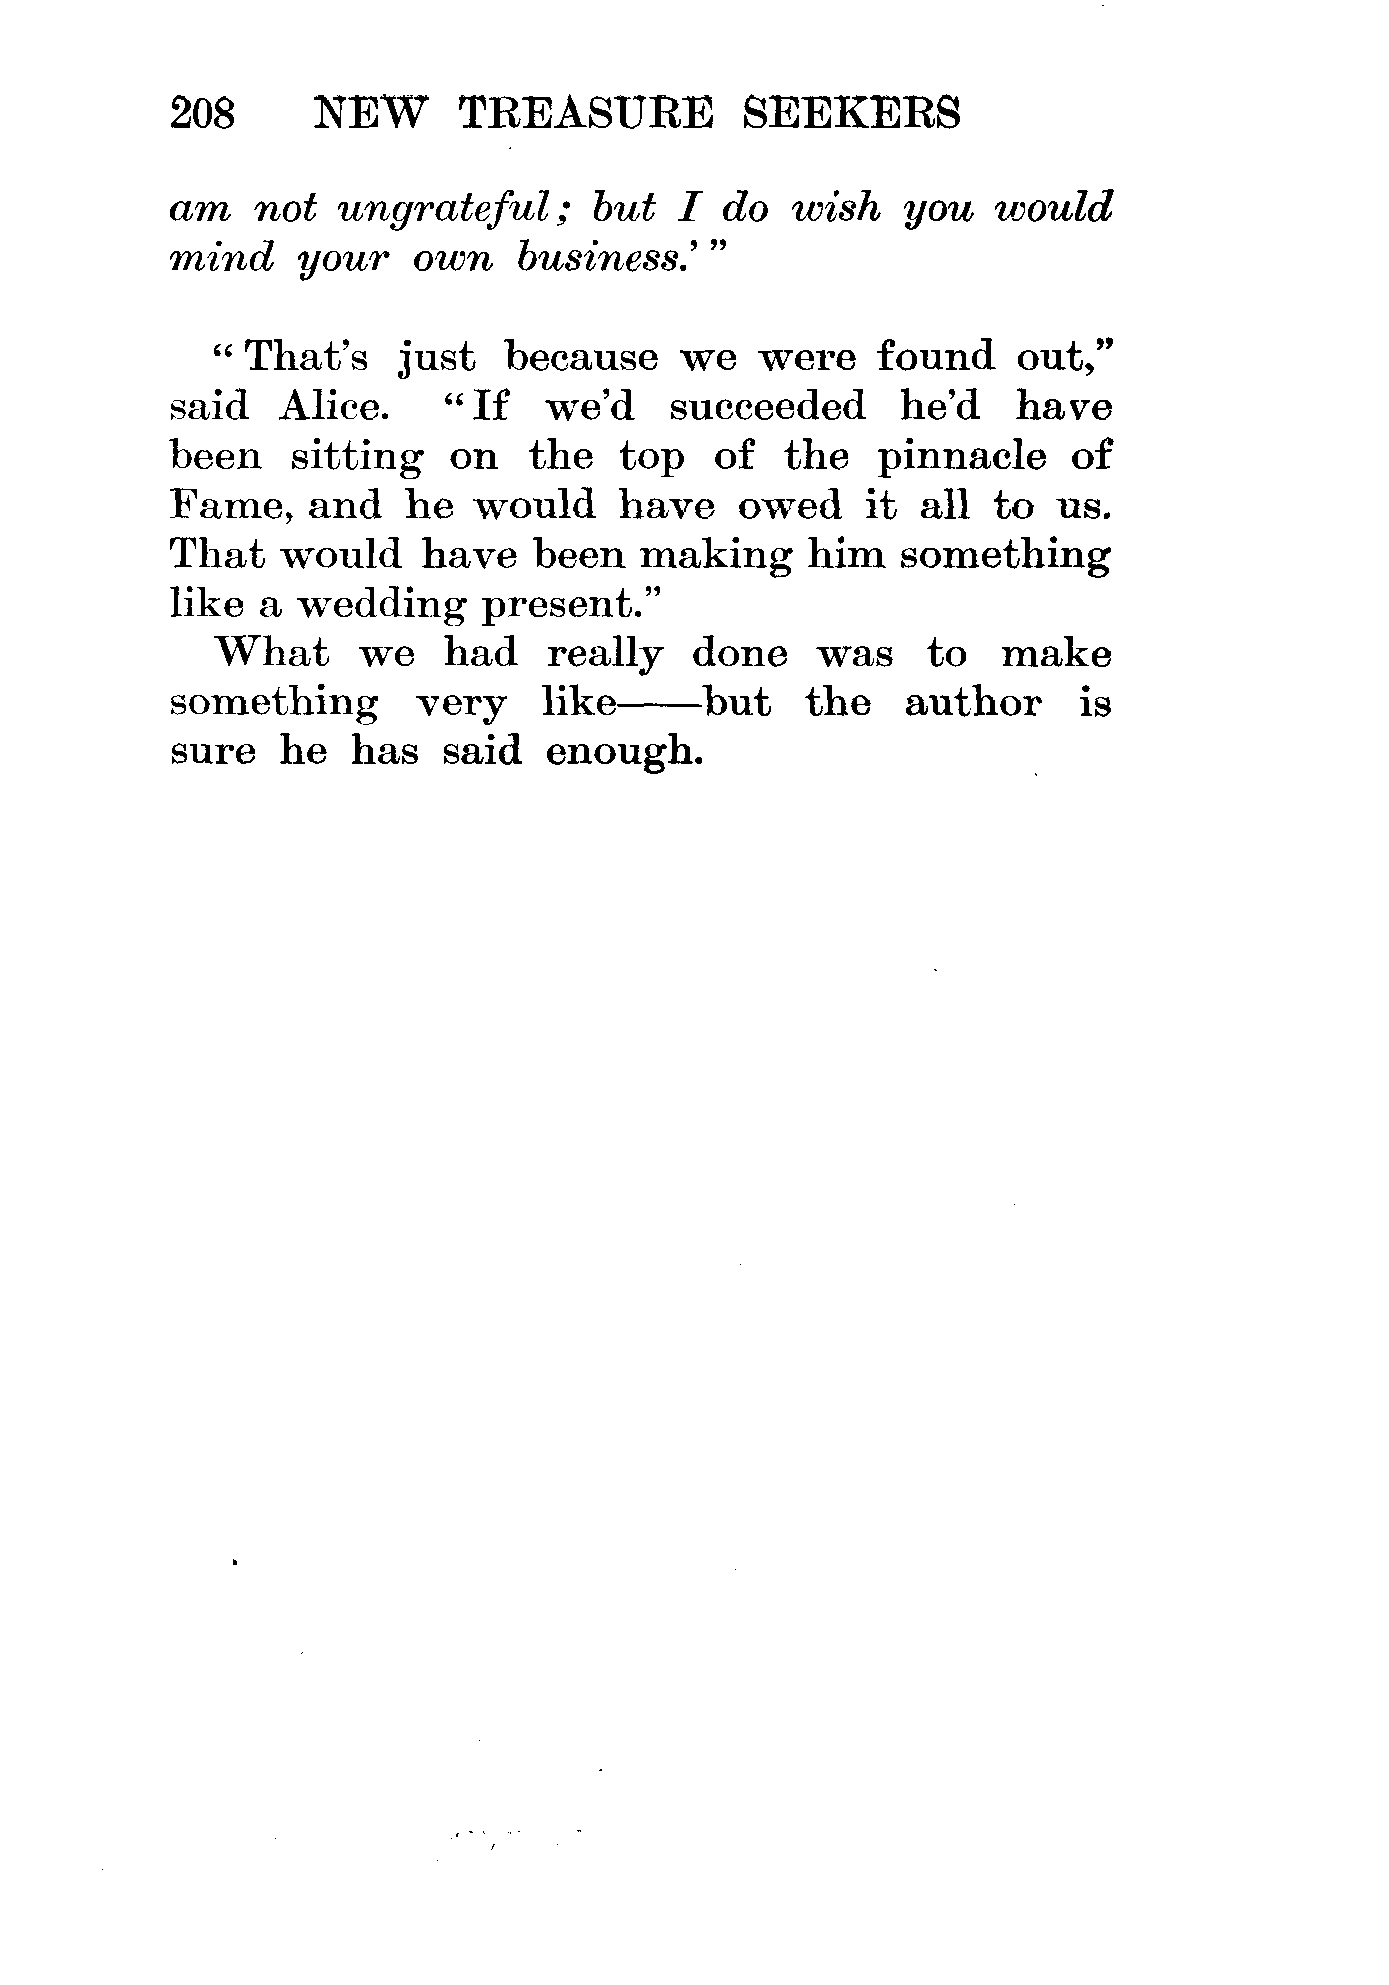 208 NEW TREASURE SEEKERS
am not ungrateful; but I do wish you would
mind your own business.' "
" That's just because we were found out,"
said Alice. "If we'd succeeded he'd have
been sitting on the top of the pinnacle of
Fame, and he would have owed it all to us.
That would have been making him something
like a wedding present."
What we had really done was to make
something very like——but the author is
sure he has said enough.